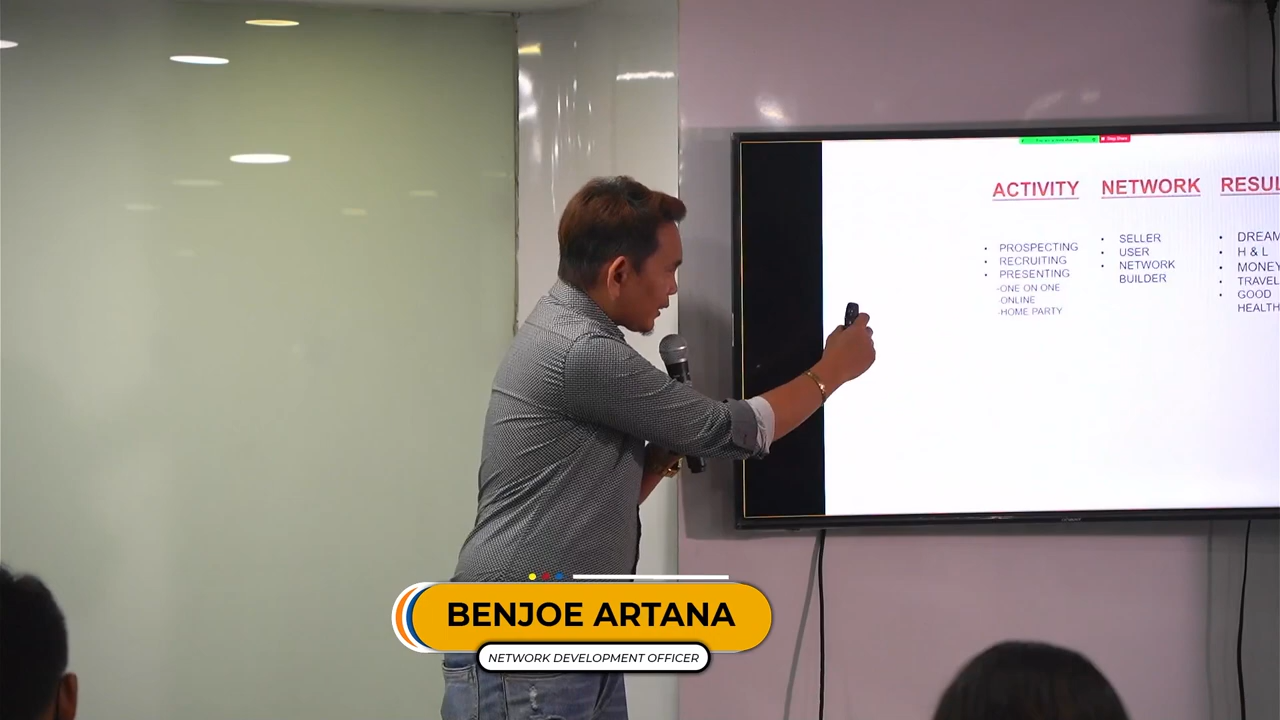 ACTIVITY
• PROSPECTING
• RECRUITING
• PRESENTING
-ONE ON ONE
-ONLINE
-HOME PARTY
NETWORK
• SELLER
• USER
• NETWORK
BUILDER
RESUL
• DREAM
• H & L
• MONEY
• TRAVEL
• GOOD
HEALTH
BENJOE ARTANA
NETWORK DEVELOPMENT OFFICER